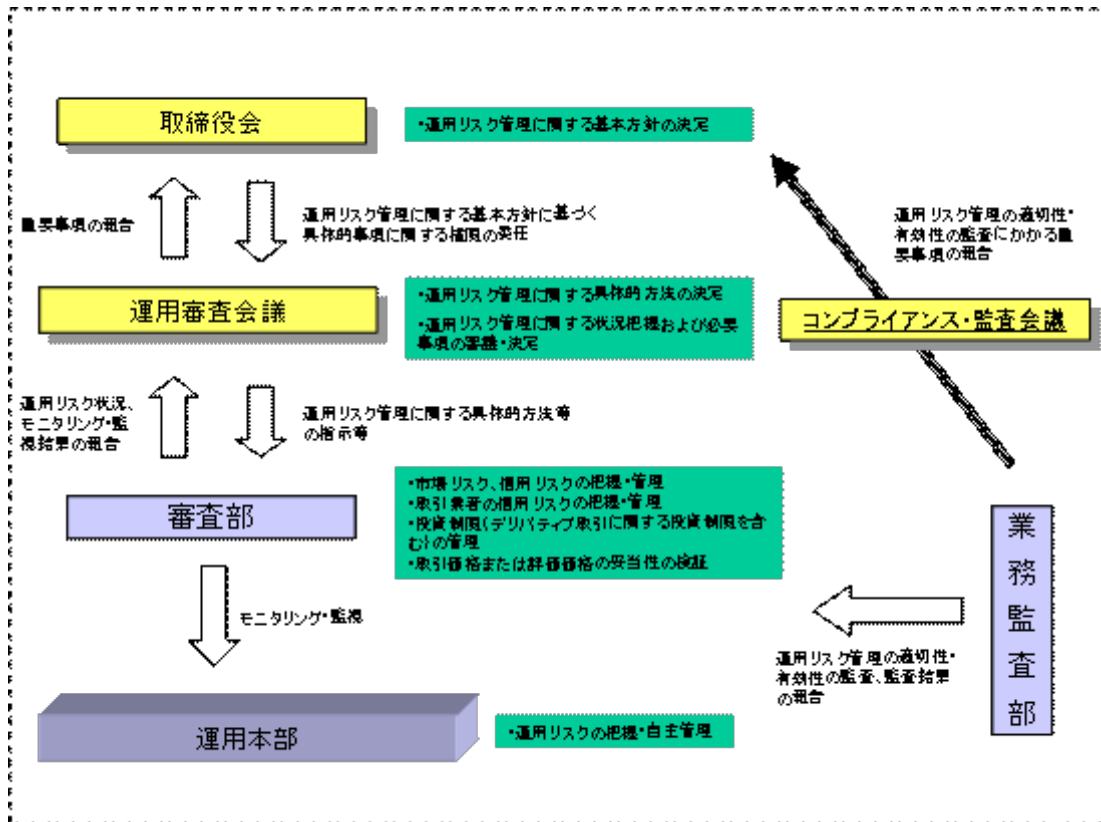 取締役会
・運用リスク管理に関する基本方針の決定
重要事項の報告
運用リスク管理に関する基本方針に基づく
具体的事項に関する権限の委任
運用リスク管理の適切性・
有効性の監査にかかる重
要事項の報告
運用審査会議
・運用リスク管理に関する具体的方法の決定
・運用リスク管理に関する状況把握および必要
事項の審議・決定
コンプライアンス・監査会議
運用リスク状況、
モニタリング・監
視結果の報告
運用リスク管理に関する具体的方法等
の指示等
審査部
・市場リスク、信用リスクの把握・管理
・取引業者の信用リスクの把握・管理
・投資制限(デリバティブ取引に関する投資制限を含
む)の管理
・取引価格または評価価格の妥当性の検証
業務監査部
モニタリング・監視
運用リスク管理の適切性・
有効性の監査、監査結果
の報告
運用本部
・運用リスクの把握・自主管理